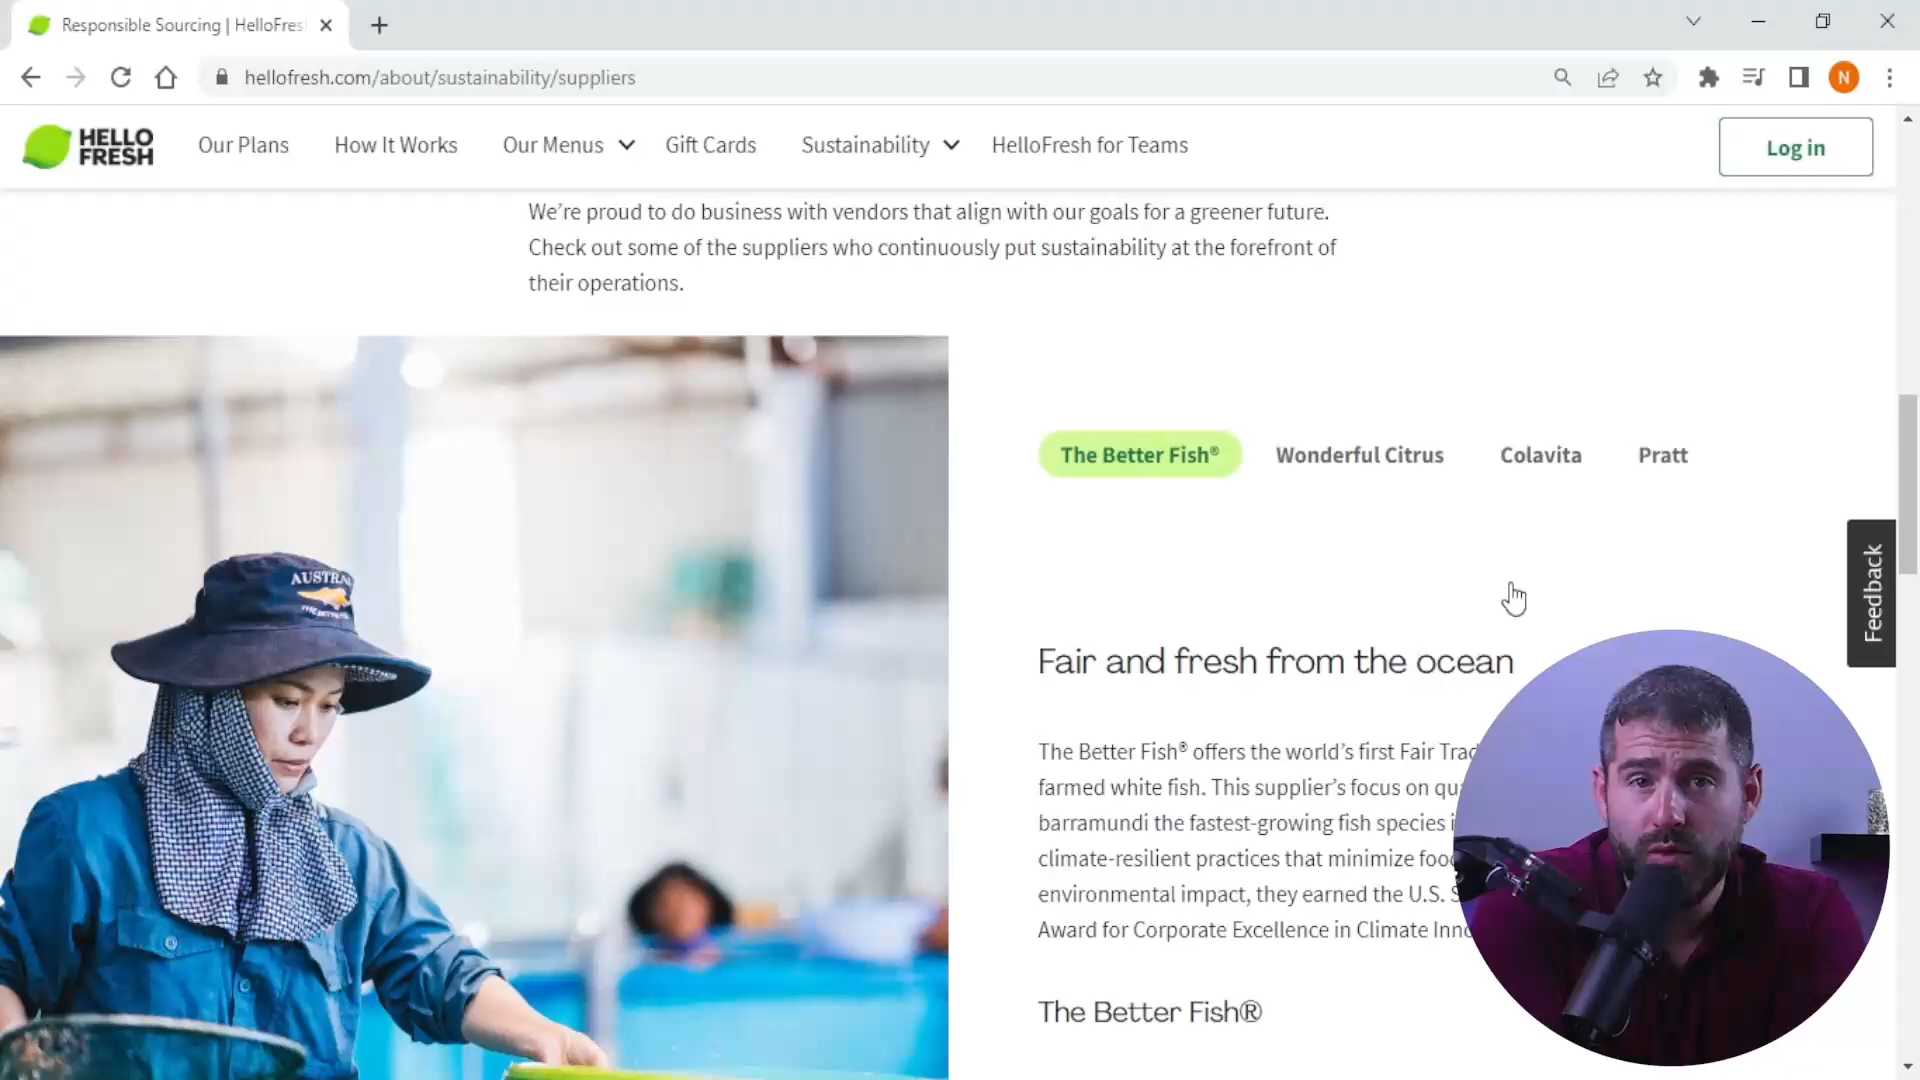 Responsible Sourcing | HelloFres
hellofresh.com/about/sustainability/suppliers
N
HELLO
FRESH
Our Plans
How It Works
Our Menus
Gift Cards
Sustainability
HelloFresh for Teams
Log in
We’re proud to do business with vendors that align with our goals for a greener future.
Check out some of the suppliers who continuously put sustainability at the forefront of
their operations.
The Better Fish®
Wonderful Citrus
Colavita
Pratt
Feedback
AUSTRA
Fair and fresh from the ocean
The Better Fish® offers the world’s first Fair Trad
farmed white fish. This supplier’s focus on qu
barramundi the fastest-growing fish species i
climate-resilient practices that minimize foo
environmental impact, they earned the U.S. S
Award for Corporate Excellence in Climate Inno
The Better Fish®